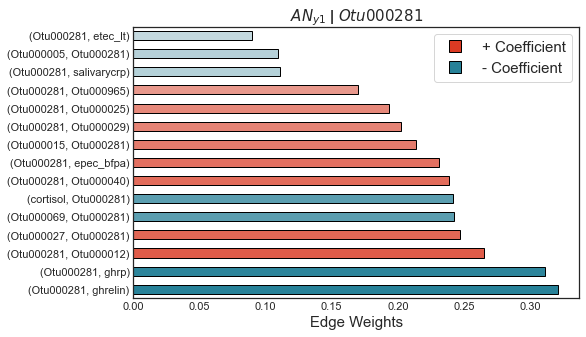 ANy1 | Otu000281
(Otu000281, etec_lt)
(Otu000005, Otu000281)
(Otu000281, salivarycrp)
(Otu000281, Otu000965)
(Otu000281, Otu000025)
(Otu000281, Otu000029)
(Otu000015, Otu000281)
(Otu000281, epec_bfpa)
(Otu000281, Otu000040)
(cortisol, Otu000281)
(Otu000069, Otu000281)
(Otu000027, Otu000281)
(Otu000281, Otu000012)
(Otu000281, ghrp)
(Otu000281, ghrelin)
+ Coefficient
- Coefficient
0.00 0.05 0.10 0.15 0.20 0.25 0.30
Edge Weights